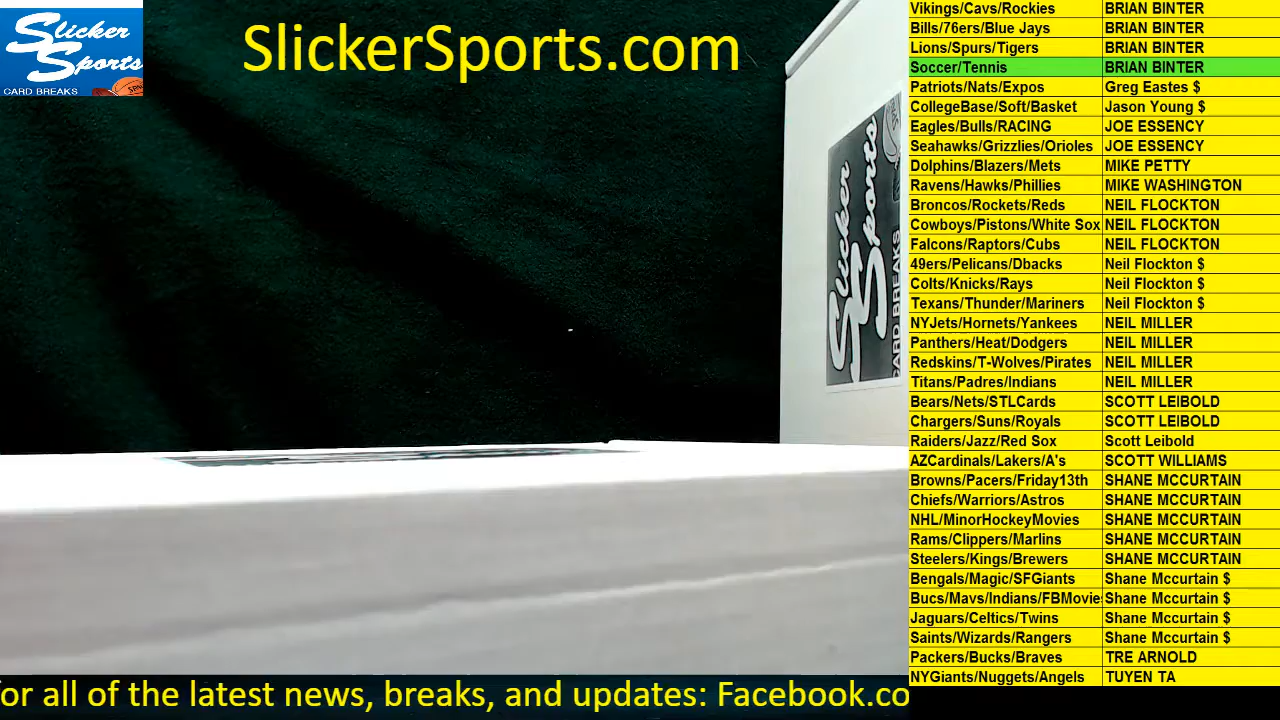 Slicker
Sports
CARD BREAKS
SlickerSports.com
Slicker
Sports
CARD BREAKS
Vikings/Cavs/Rockies BRIAN BINTER
Bills/76ers/Blue Jays BRIAN BINTER
Lions/Spurs/Tigers BRIAN BINTER
Soccer/Tennis BRIAN BINTER
Patriots/Nats/Expos Greg Eastes $
CollegeBase/Soft/Basket Jason Young $
Eagles/Bulls/RACING JOE ESSENCY
Seahawks/Grizzlies/Orioles JOE ESSENCY
Dolphins/Blazers/Mets MIKE PETTY
Ravens/Hawks/Phillies MIKE WASHINGTON
Broncos/Rockets/Reds NEIL FLOCKTON
Cowboys/Pistons/White Sox NEIL FLOCKTON
Falcons/Raptors/Cubs NEIL FLOCKTON
49ers/Pelicans/Dbacks Neil Flockton $
Colts/Knicks/Rays Neil Flockton $
Texans/Thunder/Mariners Neil Flockton $
NYJets/Hornets/Yankees NEIL MILLER
Panthers/Heat/Dodgers NEIL MILLER
Redskins/T-Wolves/Pirates NEIL MILLER
Titans/Padres/Indians NEIL MILLER
Bears/Nets/STLCards SCOTT LEIBOLD
Chargers/Suns/Royals SCOTT LEIBOLD
Raiders/Jazz/Red Sox Scott Leibold
AZCardinals/Lakers/A's SCOTT WILLIAMS
Browns/Pacers/Friday13th SHANE MCCURTAIN
Chiefs/Warriors/Astros SHANE MCCURTAIN
NHL/MinorHockeyMovies SHANE MCCURTAIN
Rams/Clippers/Marlins SHANE MCCURTAIN
Steelers/Kings/Brewers SHANE MCCURTAIN
Bengals/Magic/SFGiants Shane Mccurtain $
Bucs/Mavs/Indians/FBMovies Shane Mccurtain $
Jaguars/Celtics/Twins Shane Mccurtain $
Saints/Wizards/Rangers Shane Mccurtain $
Packers/Bucks/Braves TRE ARNOLD
NYGiants/Nuggets/Angels TUYEN TA
or all of the latest news, breaks, and updates: Facebook.co